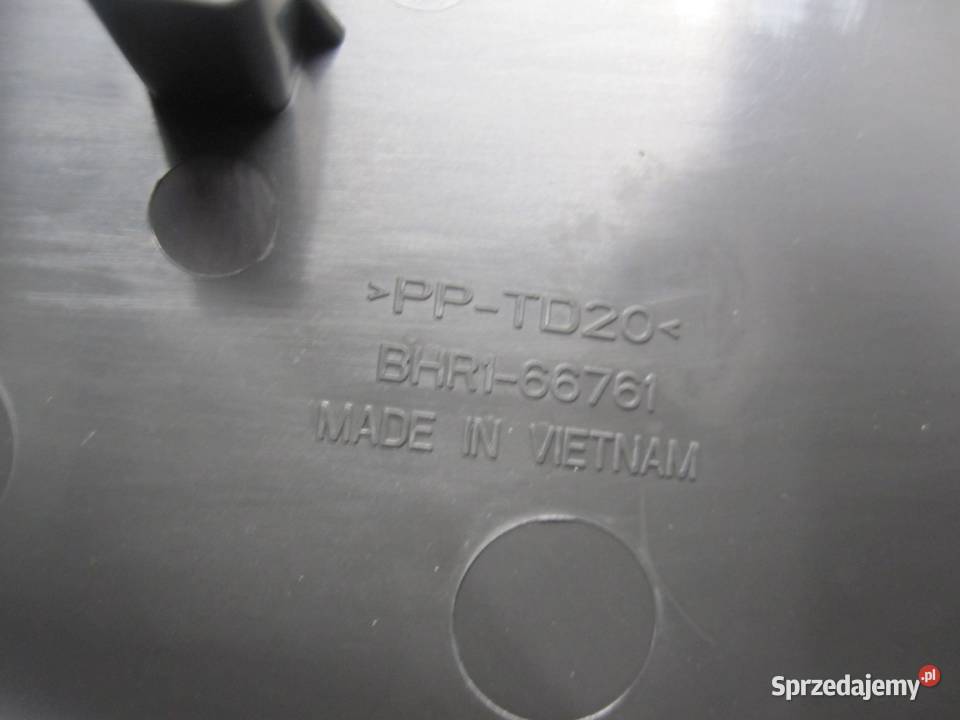 >PP-TD20<
BHR1-66761
MADE IN VIETNAM
Sprzedajemy.pl